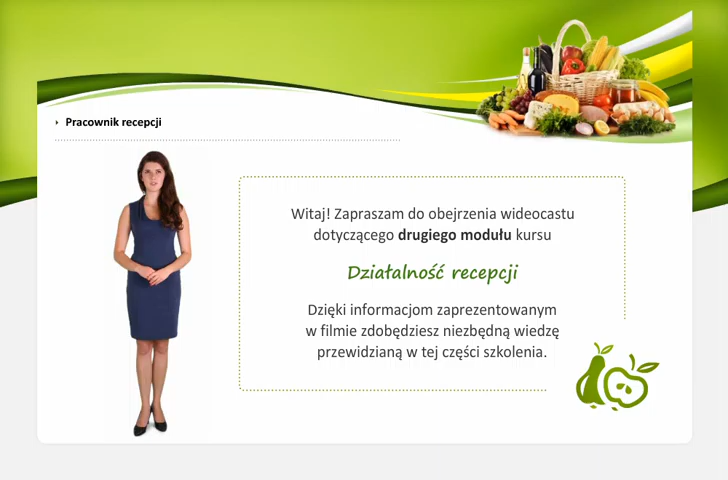 Pracownik recepcji
Witaj! Zapraszam do obejrzenia wideocastu
dotyczącego drugiego modułu kursu
Działalność recepcji
Dzięki informacjom zaprezentowanym
w filmie zdobędziesz niezbędną wiedzę
przewidzianą w tej części szkolenia.